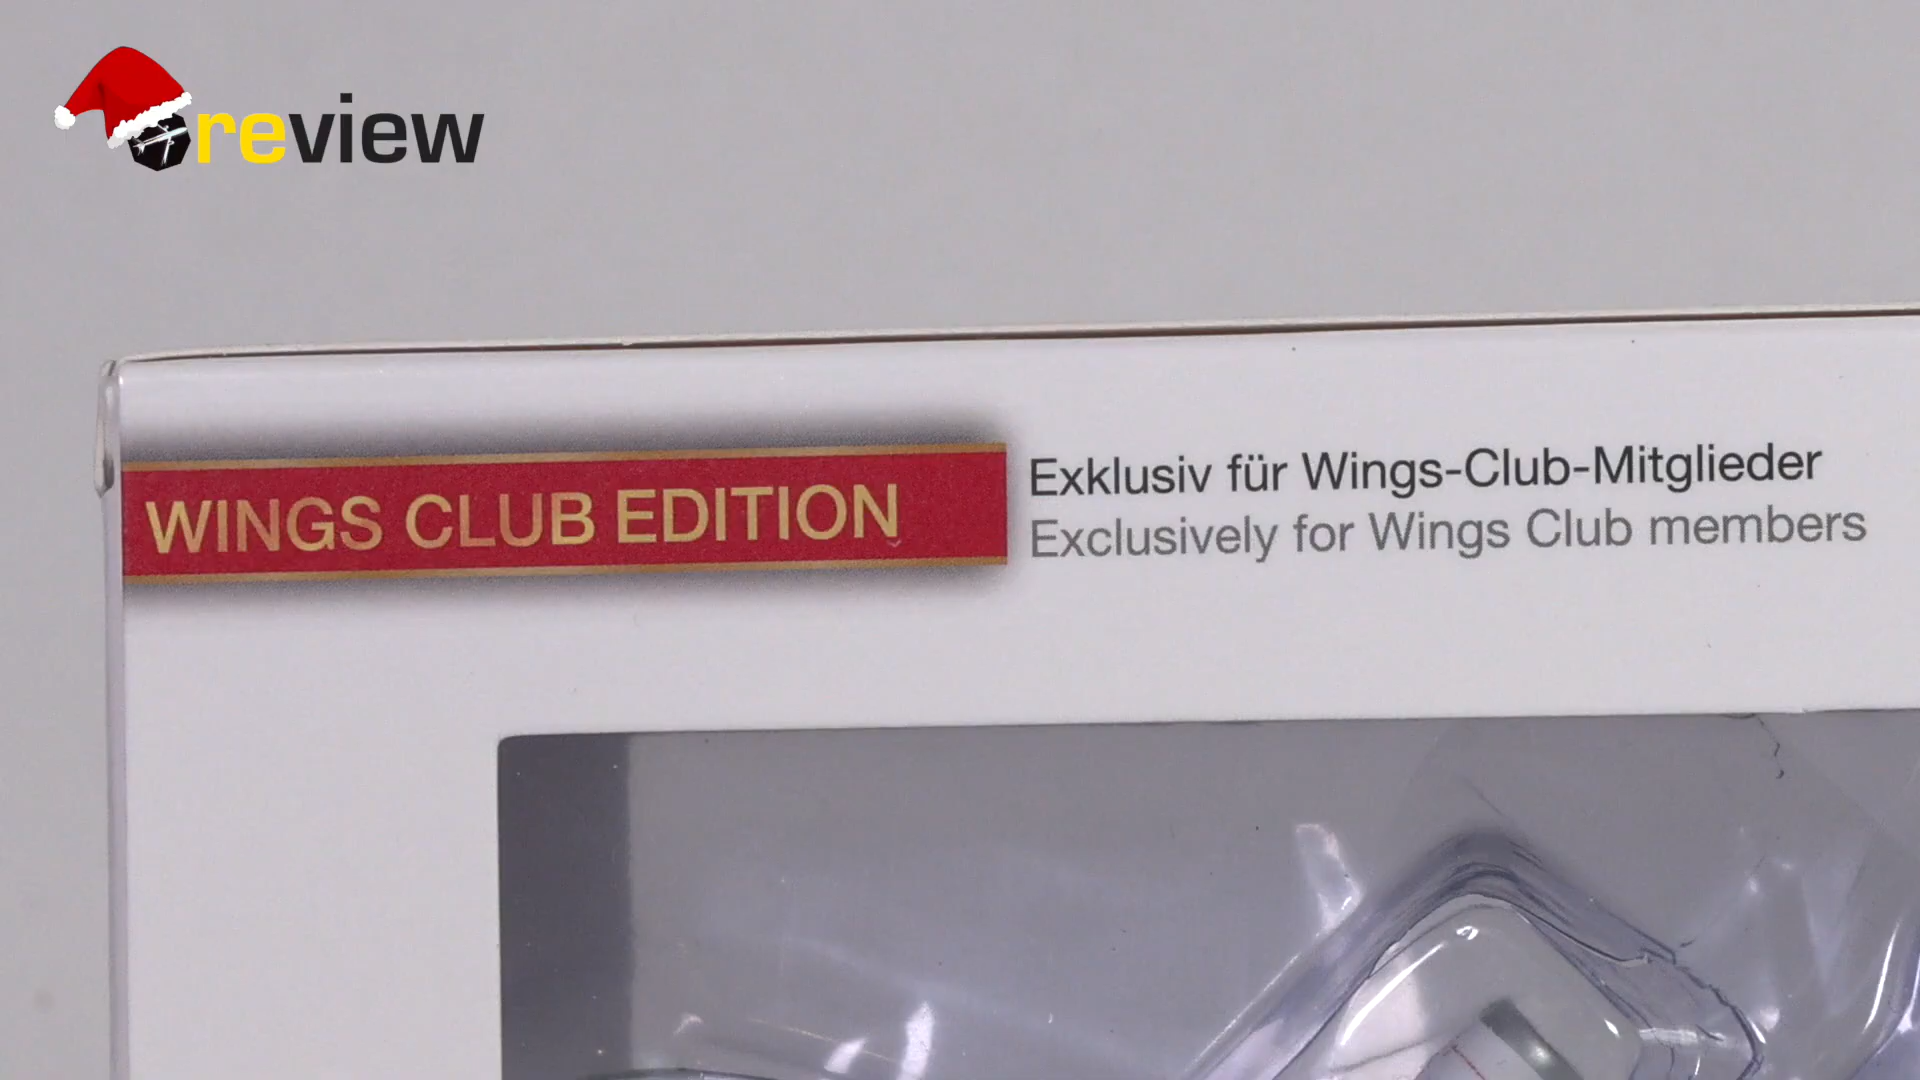 review
WINGS CLUB EDITION
Exklusiv für Wings-Club-Mitglieder
Exclusively for Wings Club members